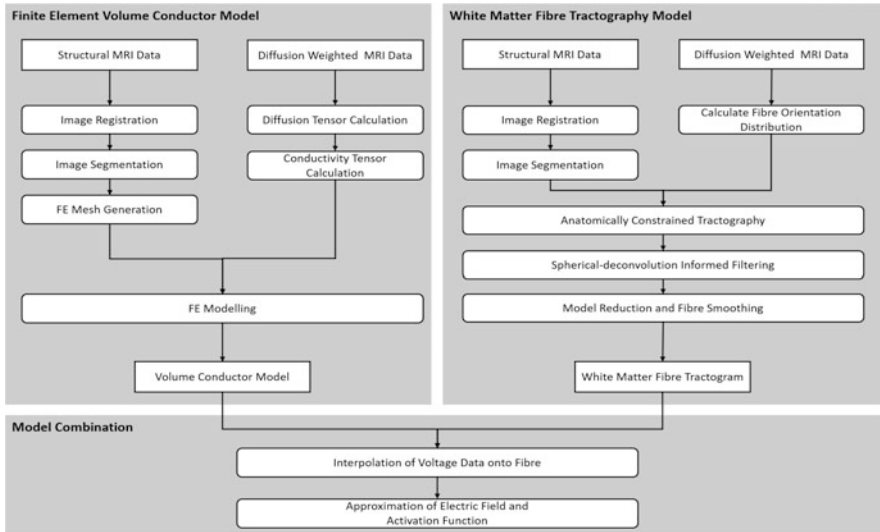 Finite Element Volume Conductor Model
Structural MRI Data
Diffusion Weighted MRI Data
Image Registration
Diffusion Tensor Calculation
Image Segmentation
Conductivity Tensor
Calculation
FE Mesh Generation
FE Modelling
Volume Conductor Model
White Matter Fibre Tractography Model
Structural MRI Data
Diffusion Weighted MRI Data
Image Registration
Calculate Fibre Orientation
Distribution
Image Segmentation
Anatomically Constrained Tractography
Spherical-deconvolution Informed Filtering
Model Reduction and Fibre Smoothing
White Matter Fibre Tractogram
Model Combination
Interpolation of Voltage Data onto Fibre
Approximation of Electric Field and
Activation Function